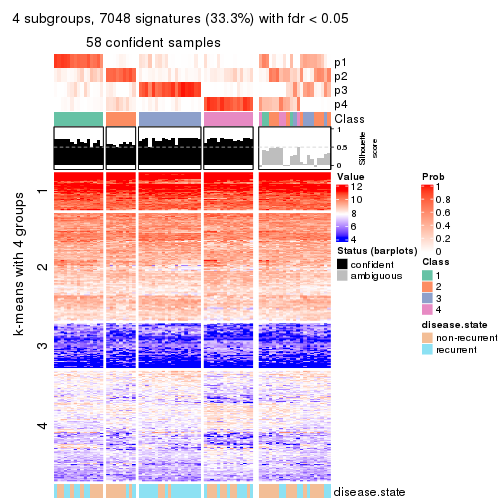 4 subgroups, 7048 signatures (33.3%) with fdr < 0.05
58 confident samples
p1
p2
p3
p4
Class
1
0.5
0
Silhouette
score
k-means with 4 groups
1
2
3
4
disease.state
Value
12
10
8
6
4
Status (barplots)
confident
ambiguous
Prob
1
0.8
0.6
0.4
0.2
0
Class
1
2
3
4
disease.state
non-recurrent
recurrent